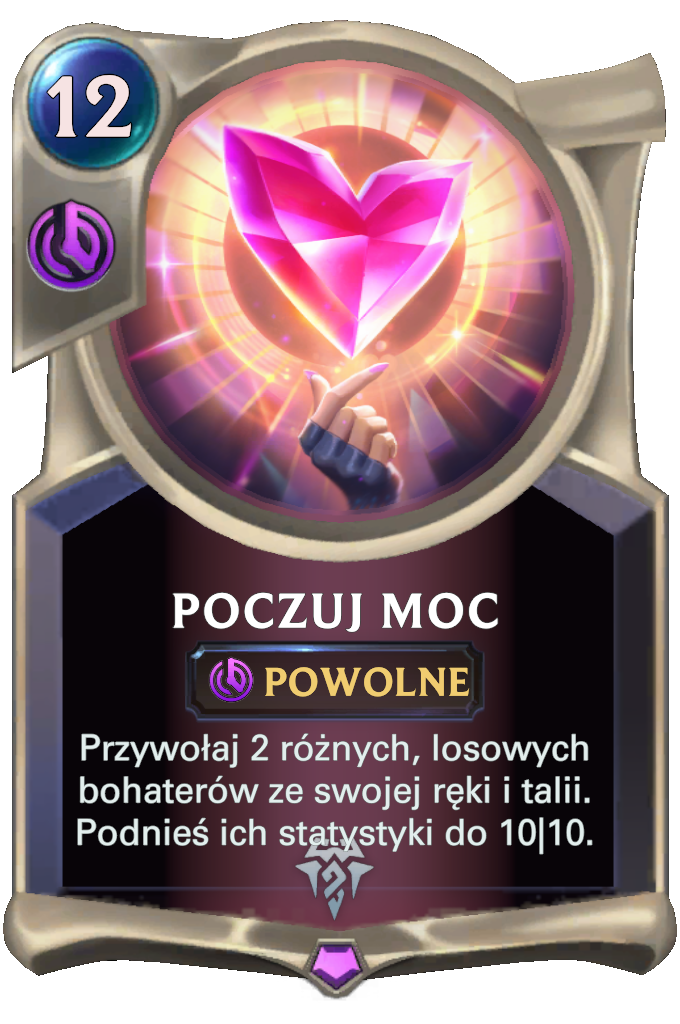 12
POCZUJ MOC
POWOLNE
Przywołaj 2 różnych, losowych
bohaterów ze swojej ręki i talii.
Podnieś ich statystyki do 10|10.